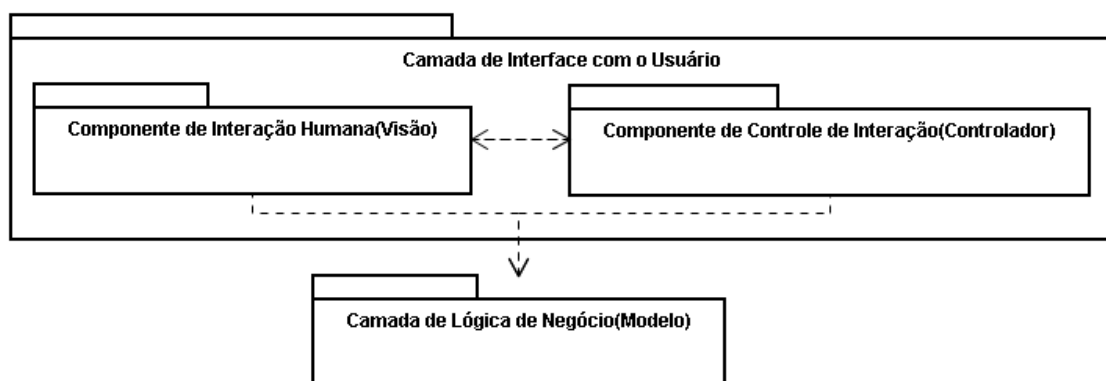 Camada de Interface com o Usuário
Componente de Interação Humana(Visão)
Componente de Controle de Interação(Controlador)
Camada de Lógica de Negócio(Modelo)